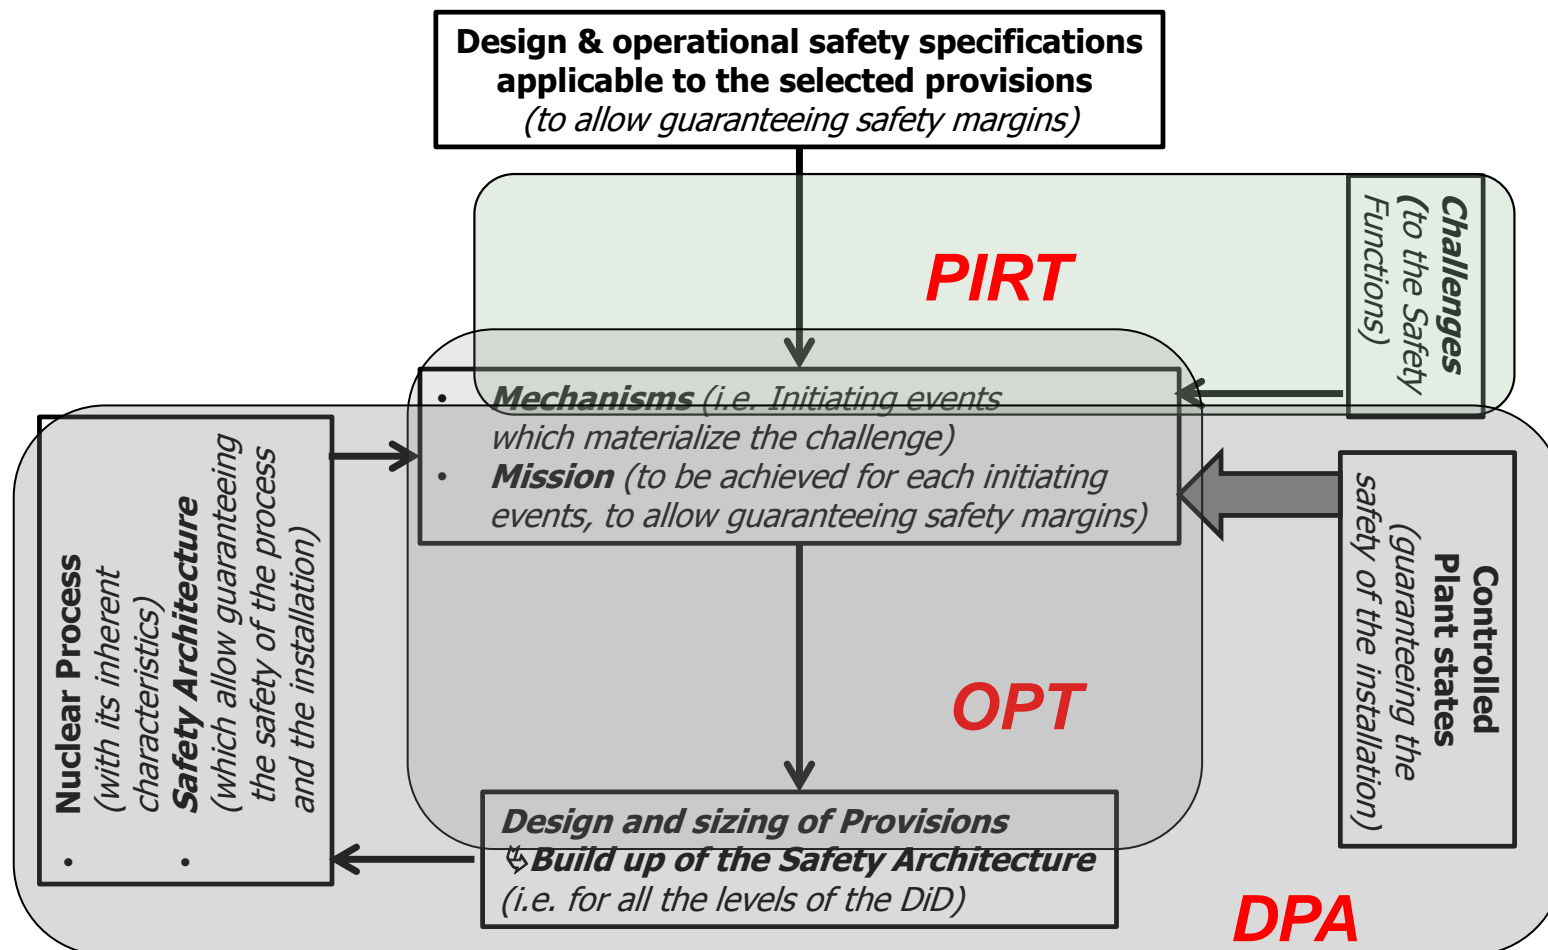 Design & operational safety specifications
applicable to the selected provisions
(to allow guaranteeing safety margins)
PIRT
Challenges
(to the Safety
Functions)
• Mechanisms (i.e. Initiating events
which materialize the challenge)
• Mission (to be achieved for each initiating
events, to allow guaranteeing safety margins)
• Nuclear Process
(with its inherent
characteristics)
• Safety Architecture
(which allow guaranteeing
the safety of the process
and the installation)
Controlled
Plant states
(guaranteeing the
safety of the installation)
OPT
Design and sizing of Provisions
Build up of the Safety Architecture
(i.e. for all the levels of the DiD)
DPA